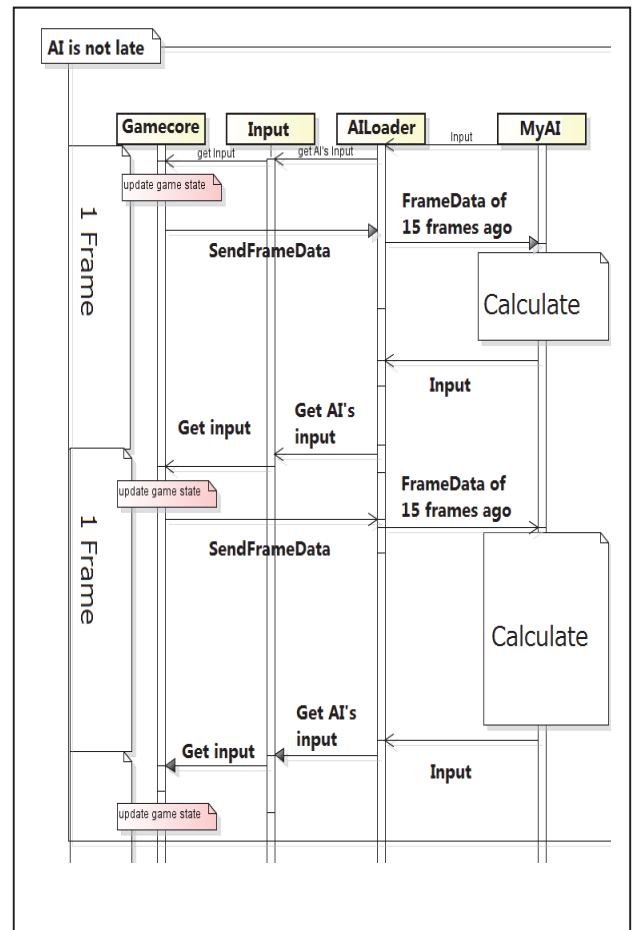 AI is not late
Gamecore
Input
AILoader
MyAI
Input
get Input
get AI's Input
update game state
1 Frame
SendFrameData
FrameData of
15 frames ago
Calculate
Input
Get AI's
input
Get input
update game state
1 Frame
SendFrameData
FrameData of
15 frames ago
Calculate
Get AI's
input
Get input
Input
update game state